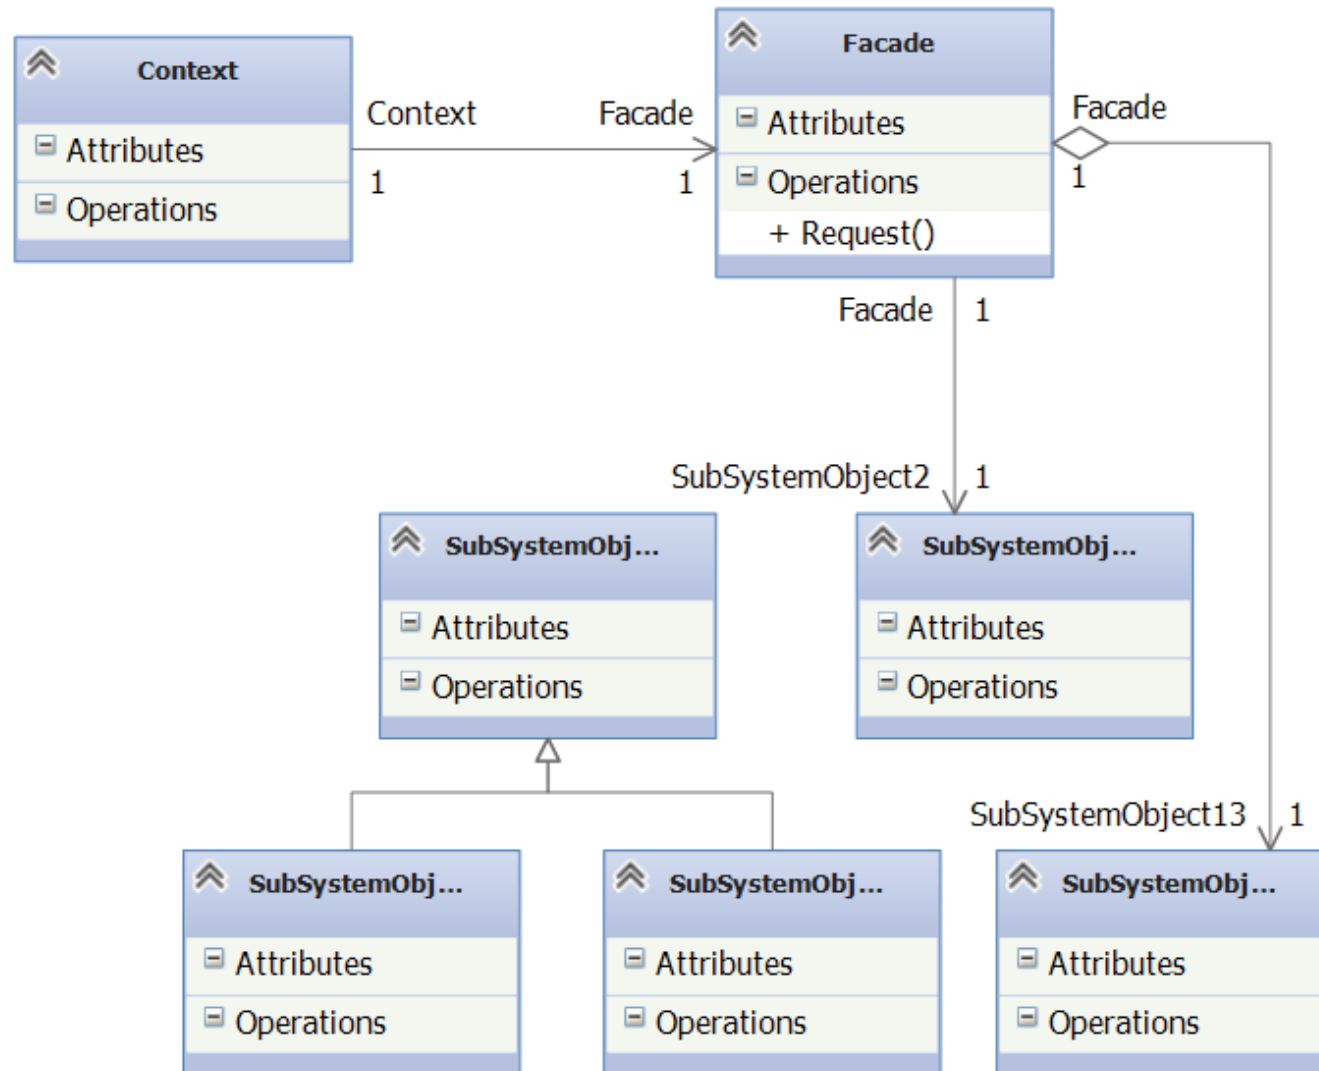 Context
Attributes
Operations
Context
1
Facade
1
Facade
Attributes
Operations
+ Request()
Facade
1
Facade
1
SubSystemObject2
1
SubSystemObj...
Attributes
Operations
SubSystemObj...
Attributes
Operations
SubSystemObject13
1
SubSystemObj...
Attributes
Operations
SubSystemObj...
Attributes
Operations
SubSystemObj...
Attributes
Operations